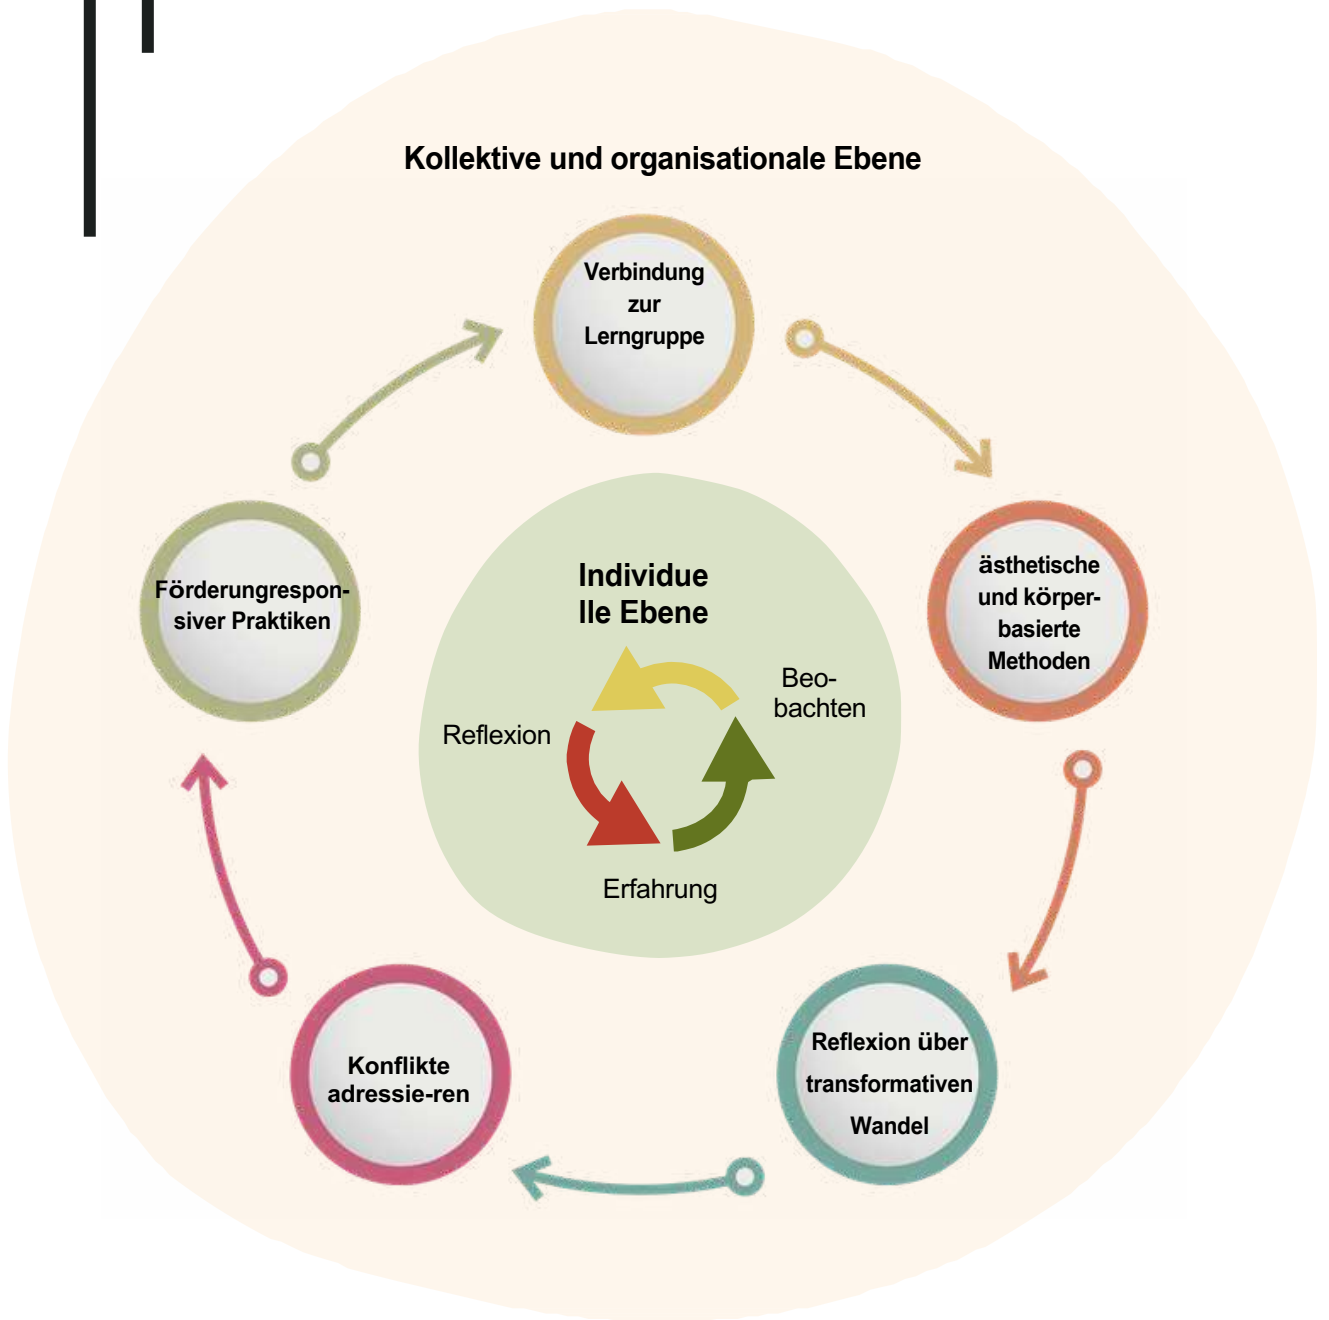 Kollektive und organisationale Ebene
Verbindung
zur
Lerngruppe
ästhetische
und körper-
basierte
Methoden
Reflexion über
transformativen
Wandel
Konflikte
adressie-ren
Förderungrespon-
siver Praktiken
Individue
lle Ebene
Beo-
bachten
Reflexion
Erfahrung